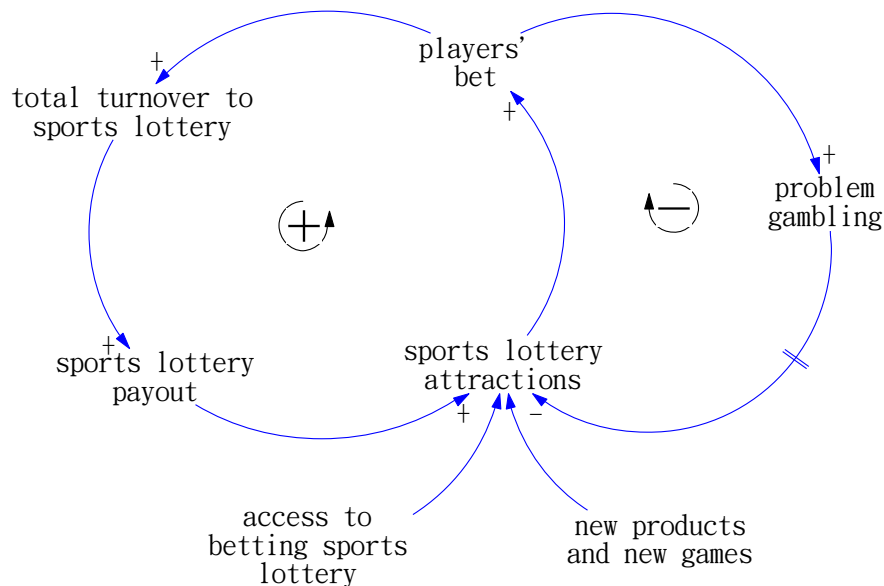 players'
bet
+
total turnover to
sports lottery
+
+
problem
gambling
+
−
+
sports lottery
payout
sports lottery
attractions
+
−
access to
betting sports
lottery
new products
and new games